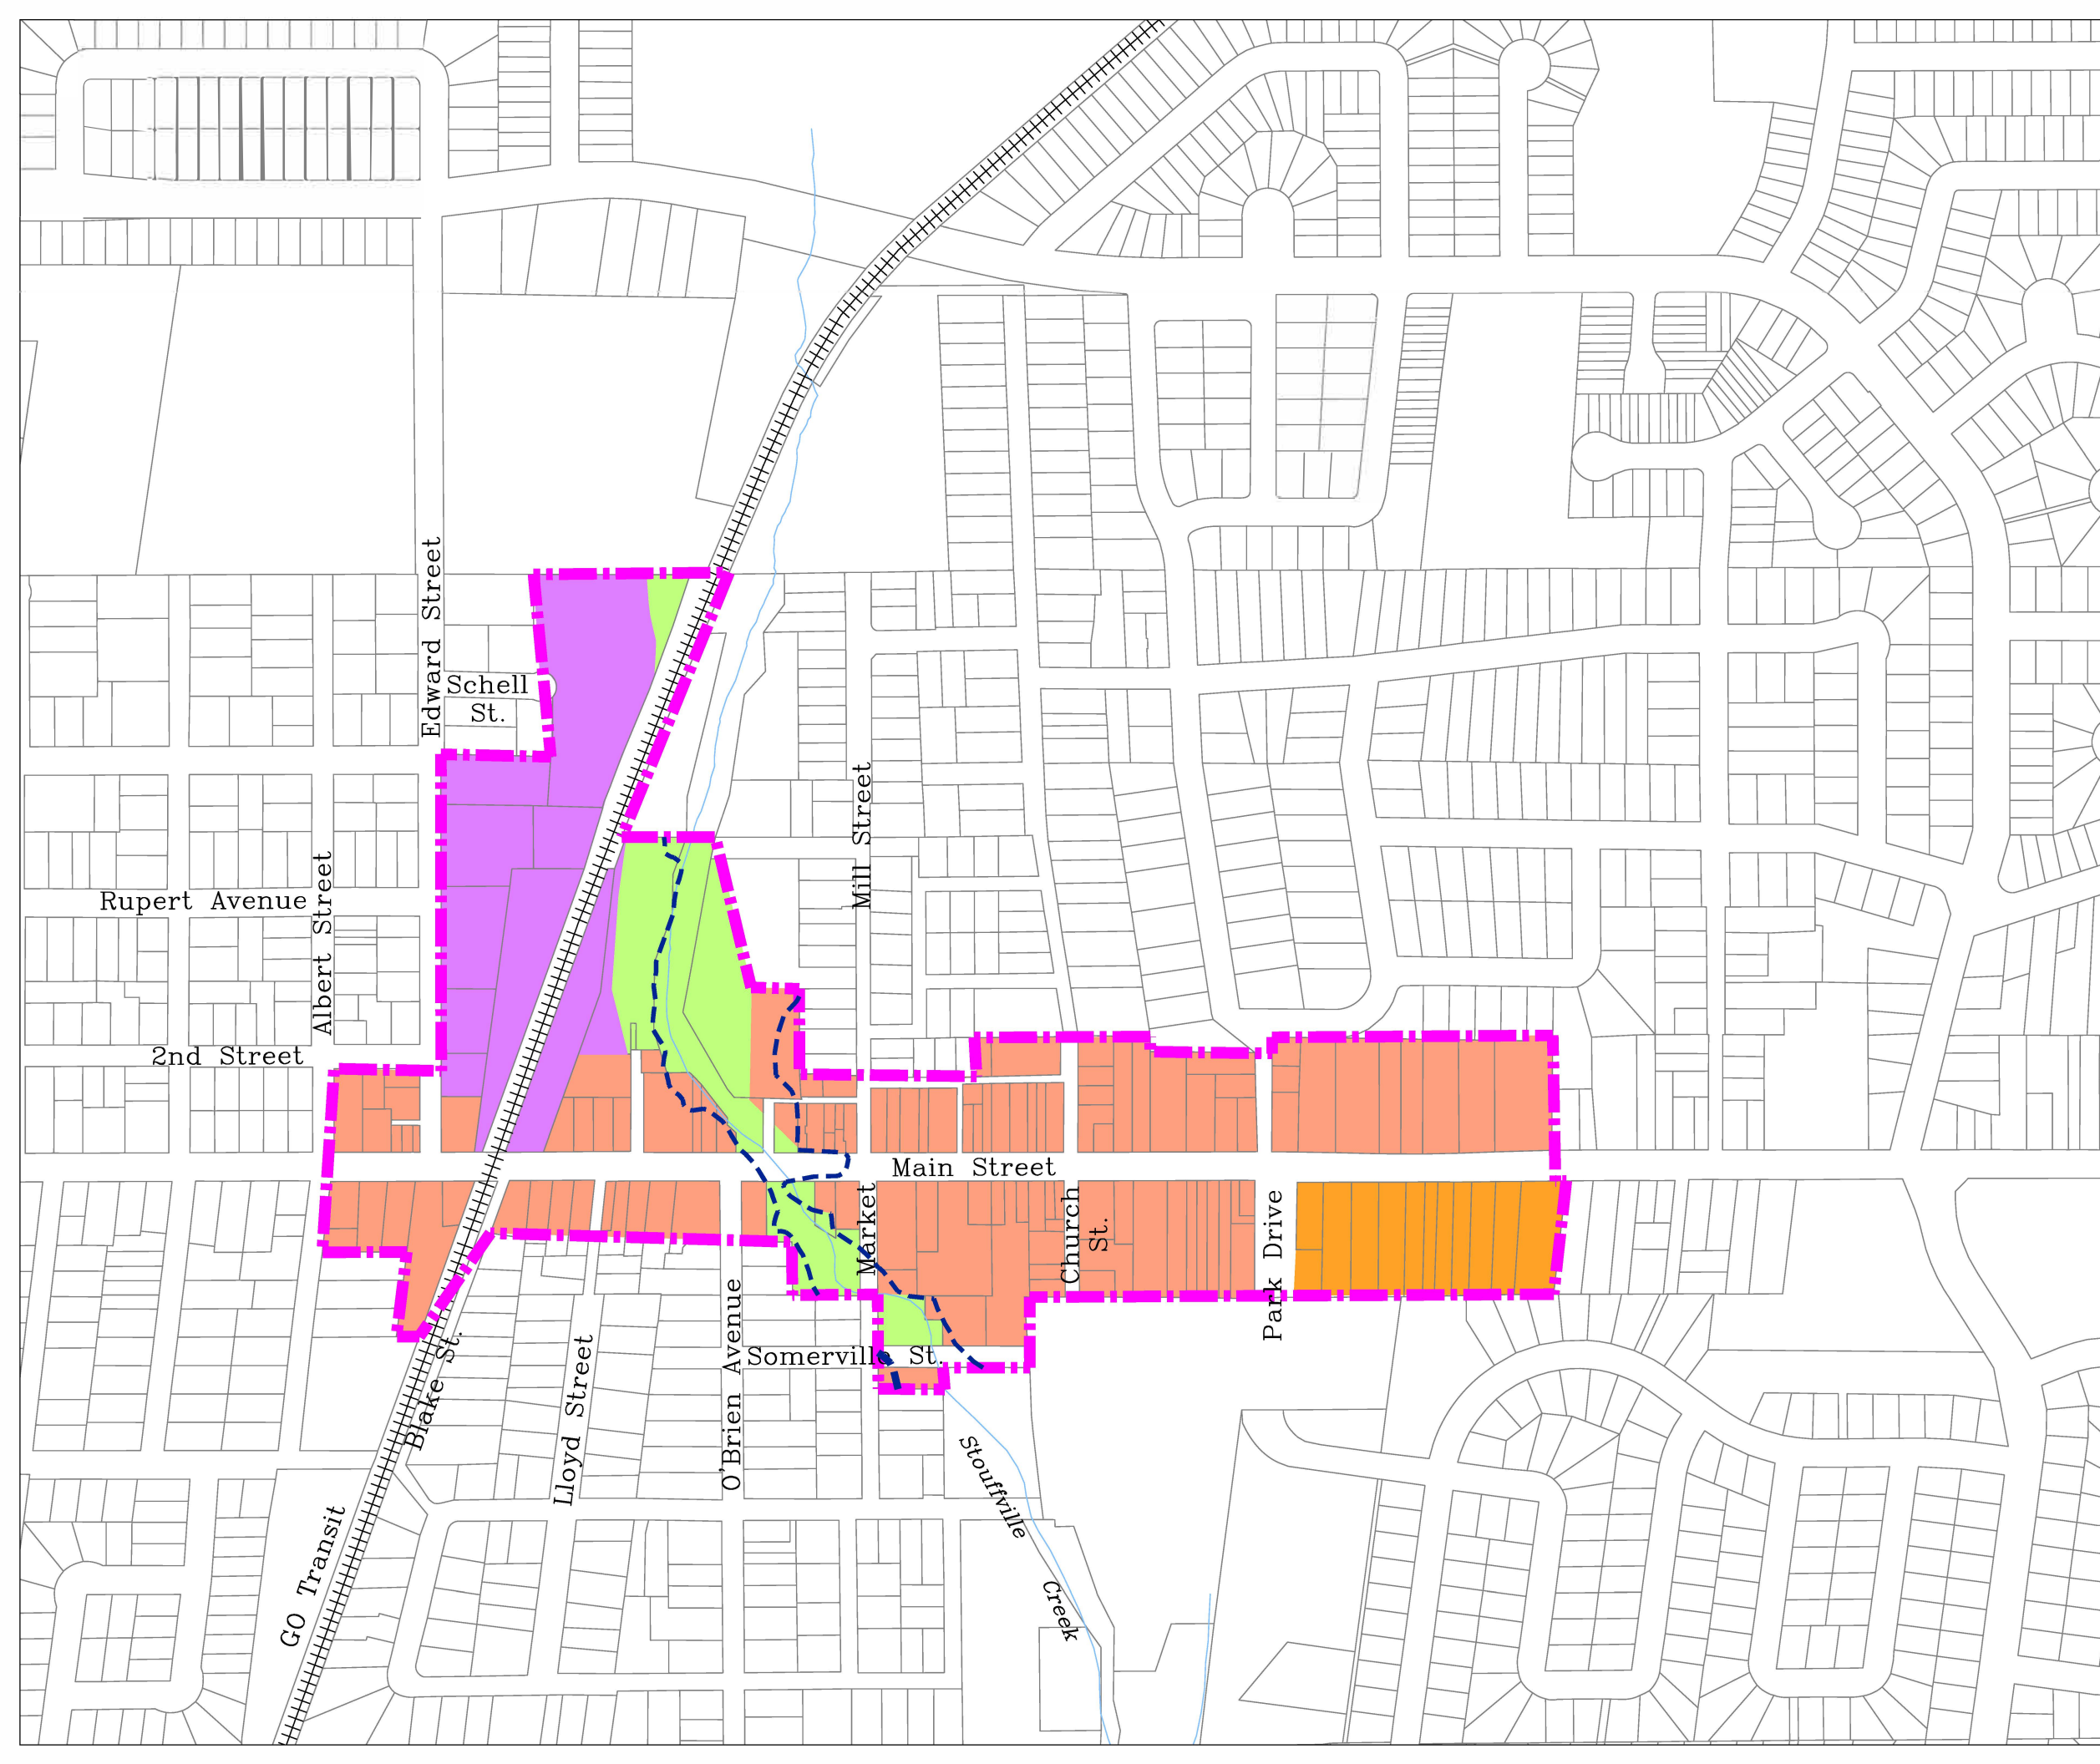 Edward Street
Schell
St.
Mill Street
Rupert Avenue
Albert Street
2nd Street
Main Street
Market
Church
St.
Park Drive
O'Brien Avenue
Somerville St.
Blake St.
Lloyd Street
Stouffville
Creek
GO Transit